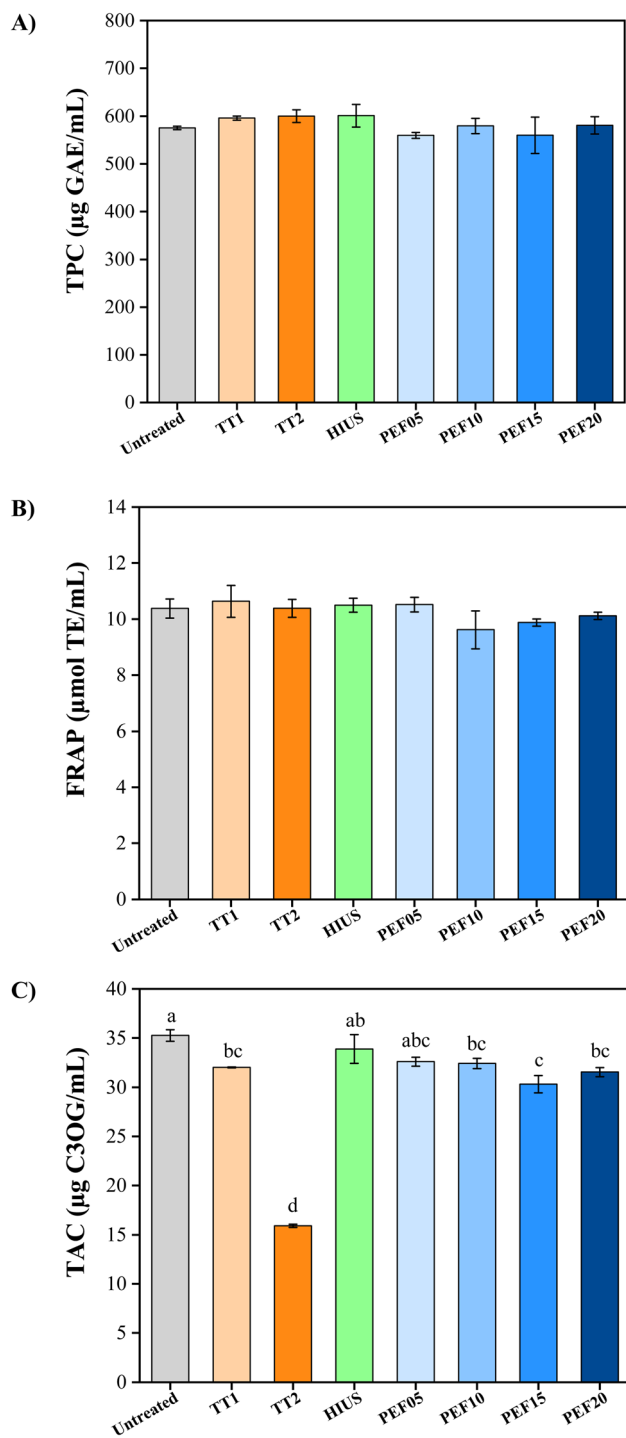 A)
TPC (µg GAE/mL)
800
700
600
500
400
300
200
100
0
Untreated
TT1
TT2
HIUS
PEF05
PEF10
PEF15
PEF20
B)
FRAP (µmol TE/mL)
14
12
10
8
6
4
2
0
Untreated
TT1
TT2
HIUS
PEF05
PEF10
PEF15
PEF20
C)
TAC (µg C3OG/mL)
40
35
30
25
20
15
10
5
0
a
bc
d
ab
abc
bc
c
bc
Untreated
TT1
TT2
HIUS
PEF05
PEF10
PEF15
PEF20